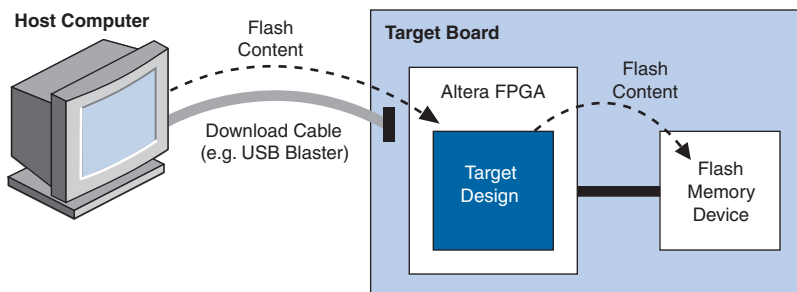 Host Computer
Flash
Content
Download Cable
(e.g. USB Blaster)
Target Board
Altera FPGA
Target
Design
Flash
Content
Flash
Memory
Device